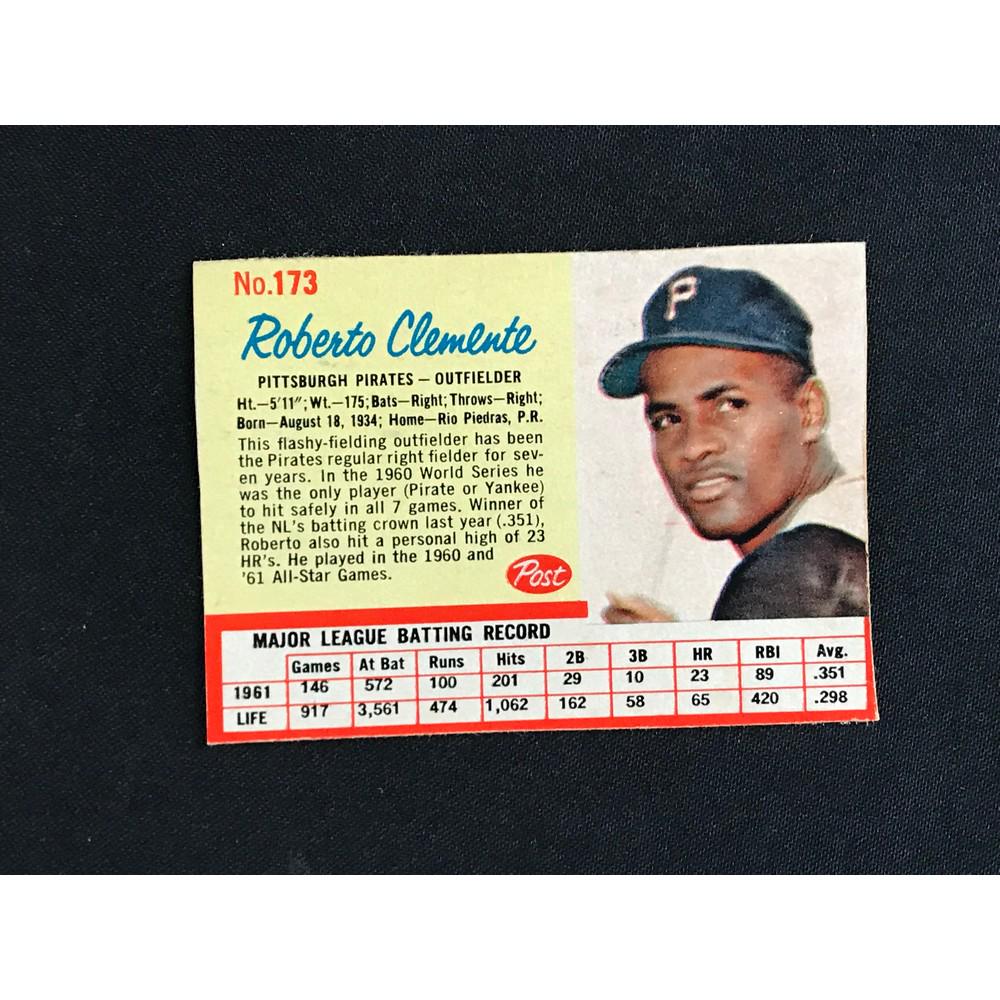 No.173
Roberto Clemente
PITTSBURGH PIRATES — OUTFIELDER
Ht.—5'11"; Wt.—175; Bats—Right; Throws—Right;
Born—August 18, 1934; Home—Rio Piedras, P.R.
This flashy-fielding outfielder has been
the Pirates regular right fielder for sev-
en years. In the 1960 World Series he
was the only player (Pirate or Yankee)
to hit safely in all 7 games. Winner of
the NL's batting crown last year (.351),
Roberto also hit a personal high of 23
HR's. He played in the 1960 and
'61 All-Star Games.
Post
P
MAJOR LEAGUE BATTING RECORD
Games At Bat Runs Hits 2B 3B HR RBI Avg.
1961 146 572 100 201 29 10 23 89 .351
LIFE 917 3,561 474 1,062 162 58 65 420 .298